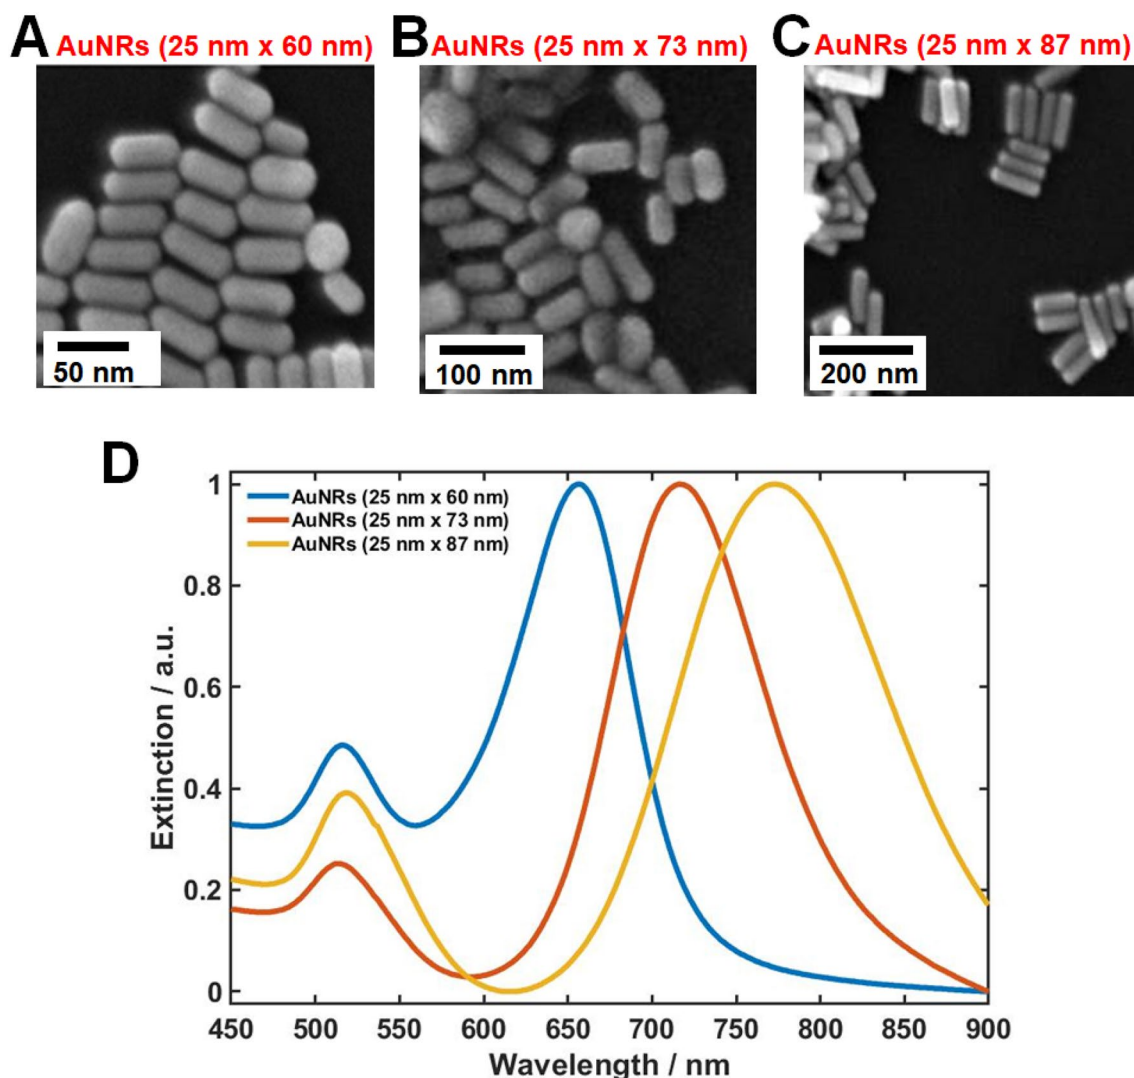 A AuNRs (25 nm x 60 nm)
B AuNRs (25 nm x 73 nm)
C AuNRs (25 nm x 87 nm)
50 nm
100 nm
200 nm
D
AuNRs (25 nm x 60 nm)
AuNRs (25 nm x 73 nm)
AuNRs (25 nm x 87 nm)
1
0.8
0.6
0.4
0.2
0
Extinction / a.u.
450 500 550 600 650 700 750 800 850 900
Wavelength / nm